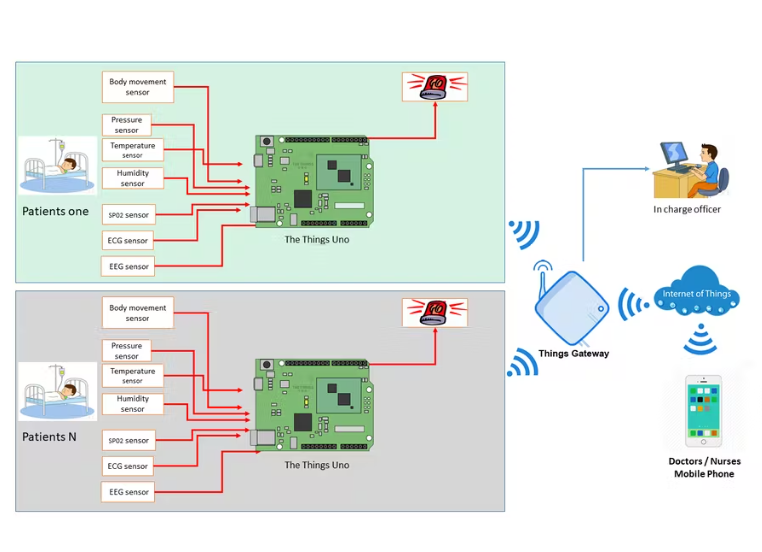 Body movement
sensor
Pressure
sensor
Temperature
sensor
Humidity
sensor
Patients one
SP02 sensor
ECG sensor
EEG sensor
The Things Uno
In charge officer
Internet of Things
Things Gateway
Body movement
sensor
Pressure
sensor
Temperature
sensor
Humidity
sensor
Patients N
SP02 sensor
ECG sensor
EEG sensor
The Things Uno
Doctors / Nurses
Mobile Phone